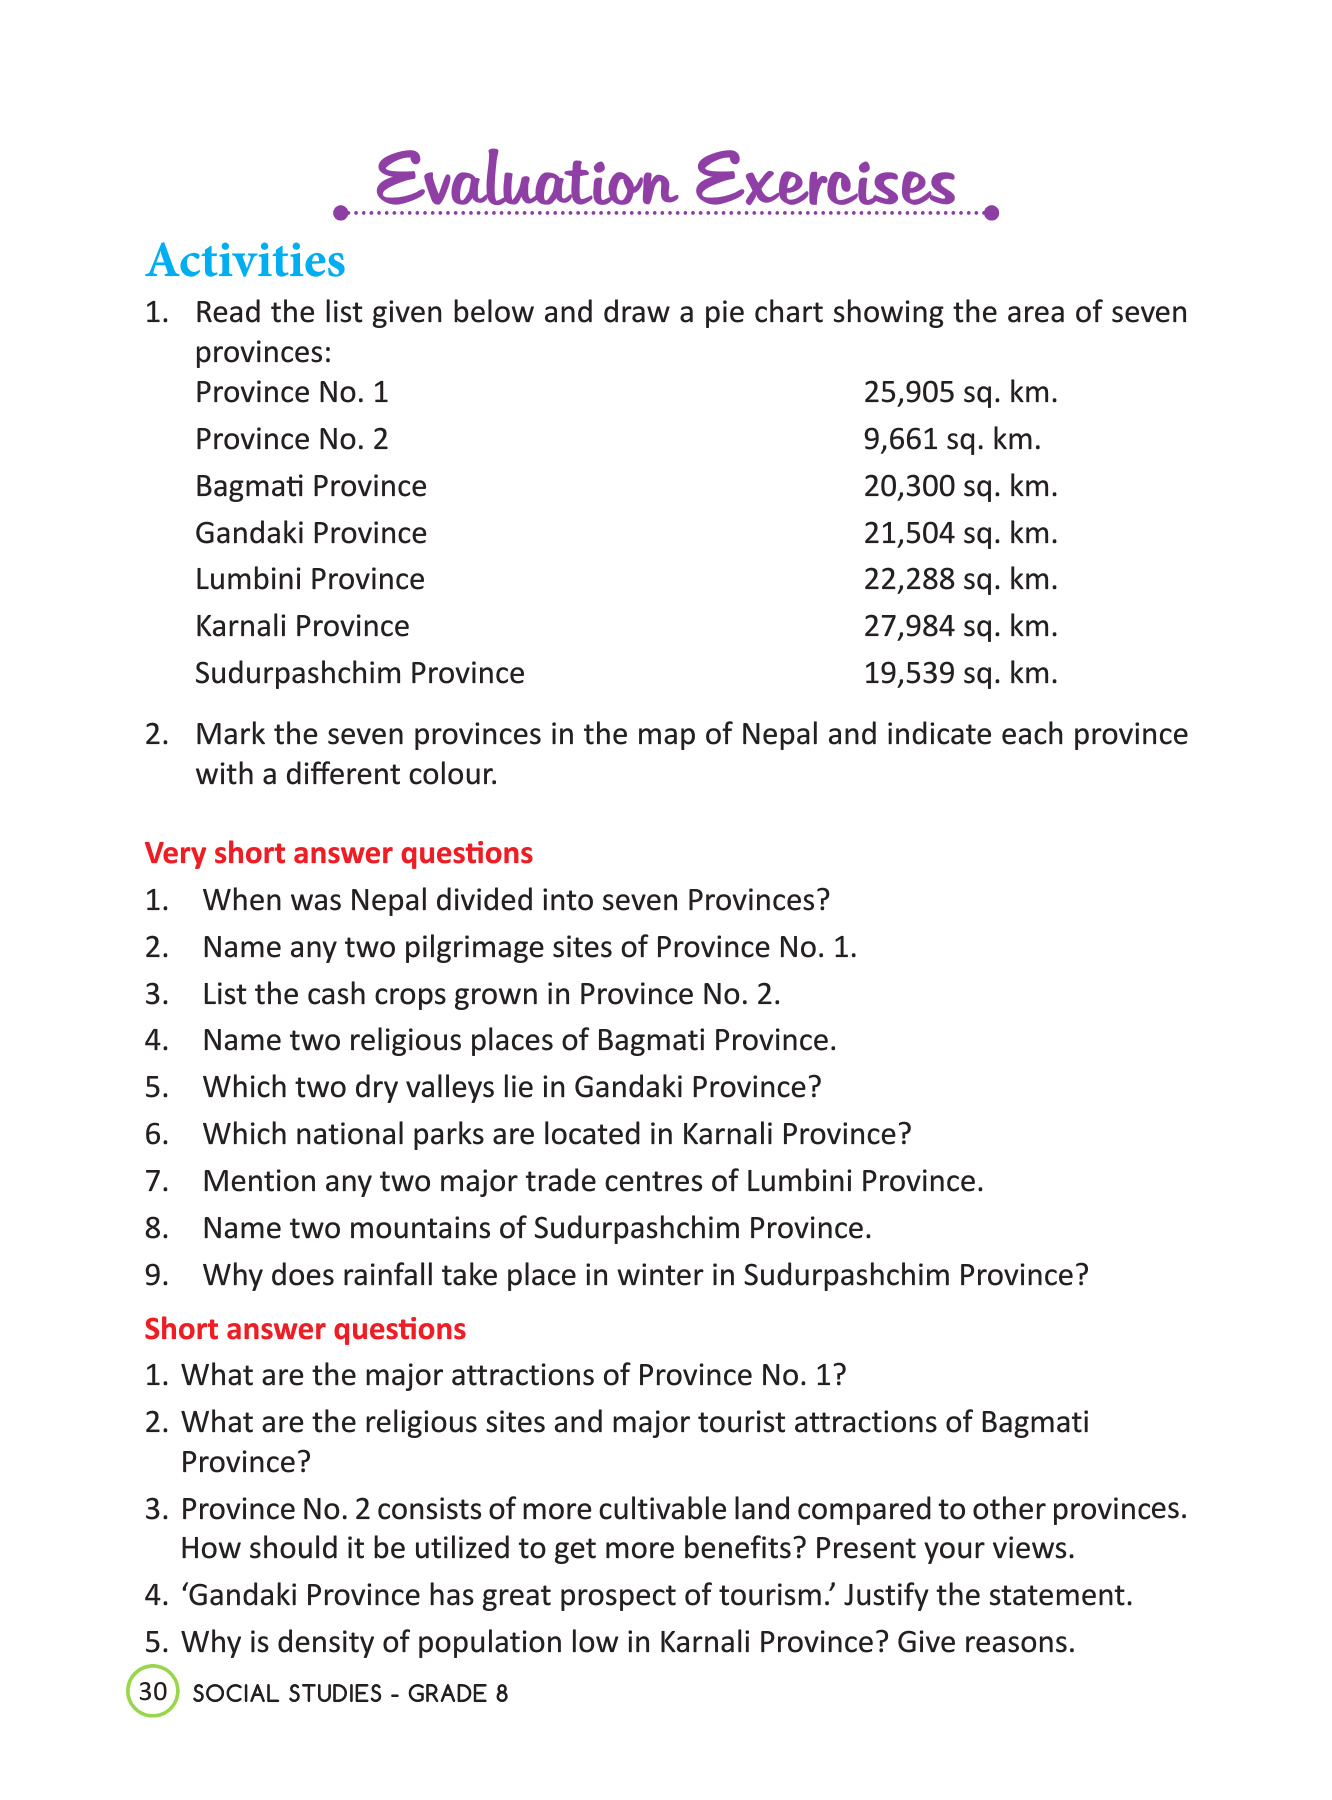 Evaluation Exercises
Activities
1. Read the list given below and draw a pie chart showing the area of seven
provinces:
Province No. 1 25,905 sq. km.
Province No. 2 9,661 sq. km.
Bagmati Province 20,300 sq. km.
Gandaki Province 21,504 sq. km.
Lumbini Province 22,288 sq. km.
Karnali Province 27,984 sq. km.
Sudurpashchim Province 19,539 sq. km.
2. Mark the seven provinces in the map of Nepal and indicate each province
with a different colour.
Very short answer questions
1. When was Nepal divided into seven Provinces?
2. Name any two pilgrimage sites of Province No. 1.
3. List the cash crops grown in Province No. 2.
4. Name two religious places of Bagmati Province.
5. Which two dry valleys lie in Gandaki Province?
6. Which national parks are located in Karnali Province?
7. Mention any two major trade centres of Lumbini Province.
8. Name two mountains of Sudurpashchim Province.
9. Why does rainfall take place in winter in Sudurpashchim Province?
Short answer questions
1. What are the major attractions of Province No. 1?
2. What are the religious sites and major tourist attractions of Bagmati
Province?
3. Province No. 2 consists of more cultivable land compared to other provinces.
How should it be utilized to get more benefits? Present your views.
4. ‘Gandaki Province has great prospect of tourism.’ Justify the statement.
5. Why is density of population low in Karnali Province? Give reasons.
30 SOCIAL STUDIES - GRADE 8